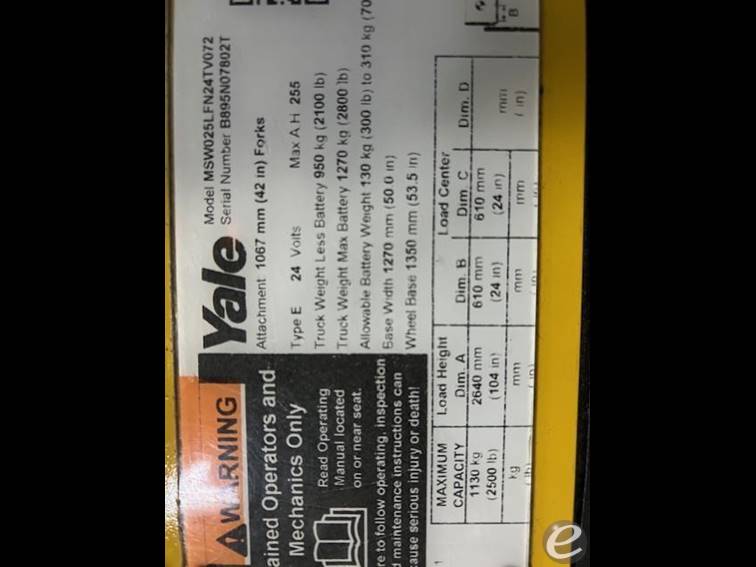 WARNING
ained Operators and
Mechanics Only
Read Operating
Manual located
on or near seat.
re to follow operating, inspection
d maintenance instructions can
ause serious injury or death!
Yale
Model MSW025LFN24TV072
Serial Number B895N07802T
Attachment 1067 mm (42 in) Forks
Type E 24 Volts Max A H 255
Truck Weight Less Battery 950 kg (2100 lb)
Truck Weight Max Battery 1270 kg (2800 lb)
Allowable Battery Weight 130 kg (300 lb) to 310 kg (70
Base Width 1270 mm (50.0 in)
Wheel Base 1350 mm (53.5 in)
1
MAXIMUM Load Height Load Center
CAPACITY Dim. A Dim. B Dim. C Dim. D
1130 kg 2640 mm 610 mm 610 mm mm
(2500 lb) (104 in) (24 in) (24 in) ( in)
kg mm mm mm
B
e